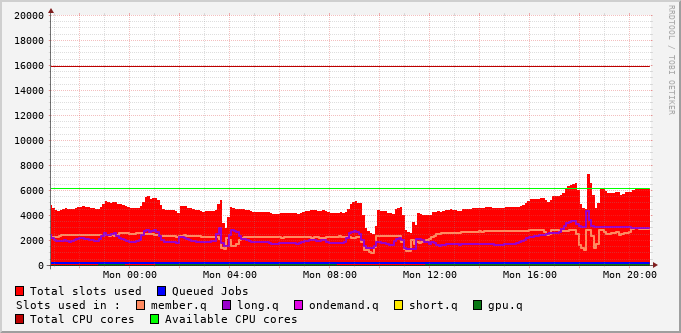 20000
18000
16000
14000
12000
10000
8000
6000
4000
2000
0
Mon 00:00 Mon 04:00 Mon 08:00 Mon 12:00 Mon 16:00 Mon 20:00
Total slots used Queued Jobs
Slots used in : member.q long.q ondemand.q short.q gpu.q
Total CPU cores Available CPU cores
RRDTOOL / TOBI OETIKER